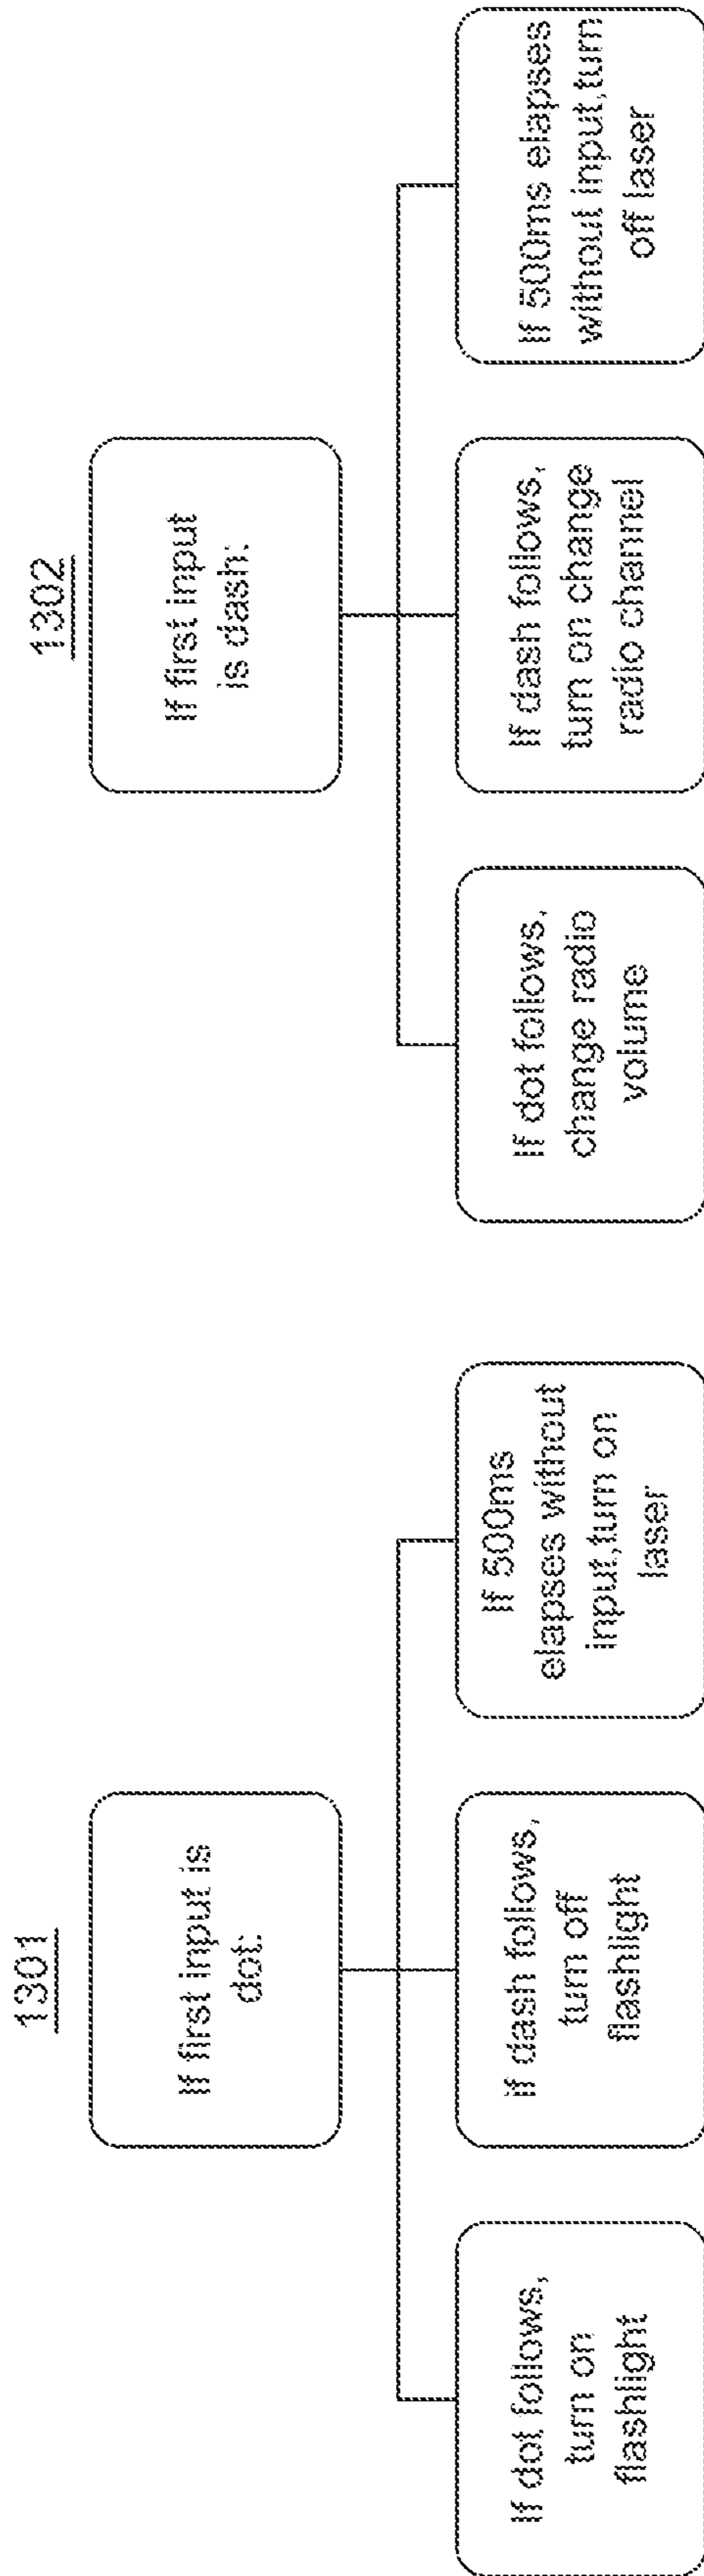 1301
If first input is
dot:
If dot follows,
turn on
flashlight
If dash follows,
turn off
flashlight
If 500ms
elapses without
input,turn on
laser
1302
If first input
is dash:
If dot follows,
change radio
volume
If dash follows,
turn on change
radio channel
If 500ms elapses
without input,turn
off laser